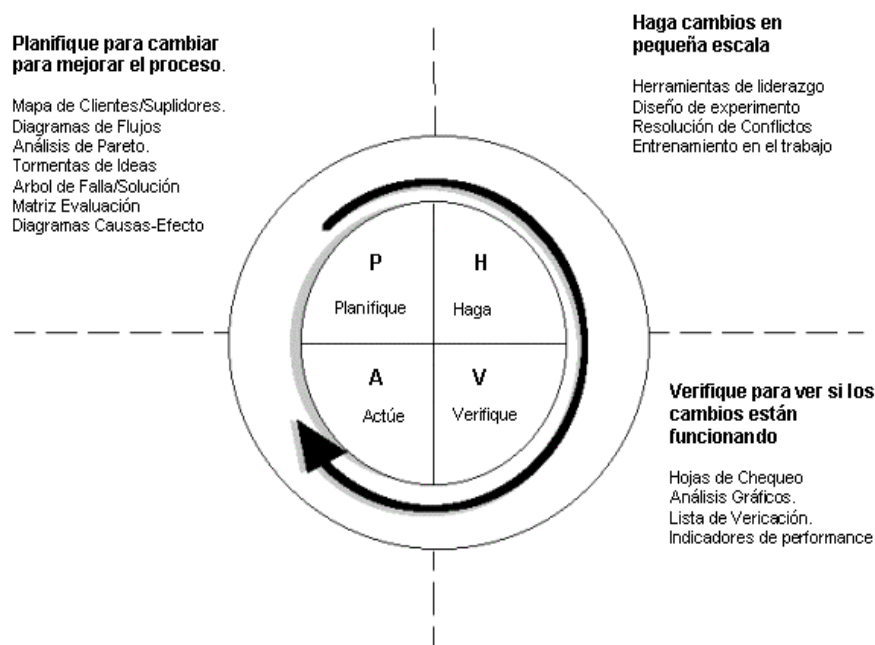 Planifique para cambiar
para mejorar el proceso.
Mapa de Clientes/Suplidores.
Diagramas de Flujos
Análisis de Pareto.
Tormentas de Ideas
Arbol de Falla/Solución
Matriz Evaluación
Diagramas Causas-Efecto
Haga cambios en
pequeña escala
Herramientas de liderazgo
Diseño de experimento
Resolución de Conflictos
Entrenamiento en el trabajo
P
Planifique
H
Haga
A
Actúe
V
Verifique
Verifique para ver si los
cambios están
funcionando
Hojas de Chequeo
Análisis Gráficos.
Lista de Vericación.
Indicadores de performance